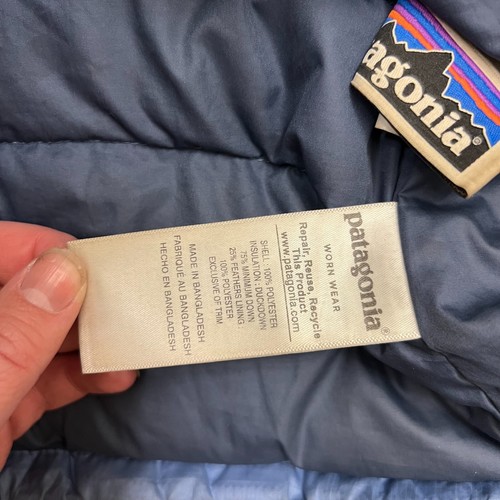 patagonia®
patagonia®
WORN WEAR
Repair, Reuse, Recycle
This Product
www.patagonia.com
SHELL: 100% POLYESTER
INSULATION: DUCKDOWN
75% MINIMUM DOWN
25% FEATHERS LINING
100% POLYESTER
EXCLUSIVE OF TRIM
MADE IN BANGLADESH
FABRIQUÉ AU BANGLADESH
HECHO EN BANGLADESH